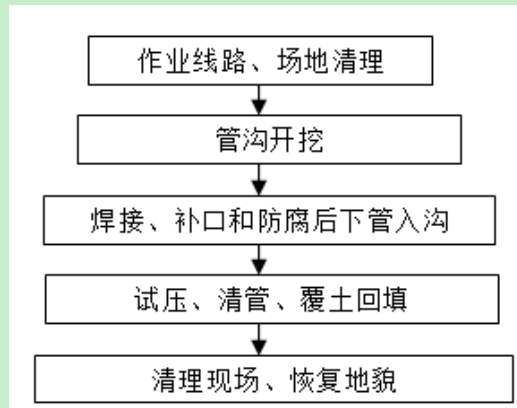 作业线路、场地清理
管沟开挖
焊接、补口和防腐后下管入沟
试压、清管、覆土回填
清理现场、恢复地貌